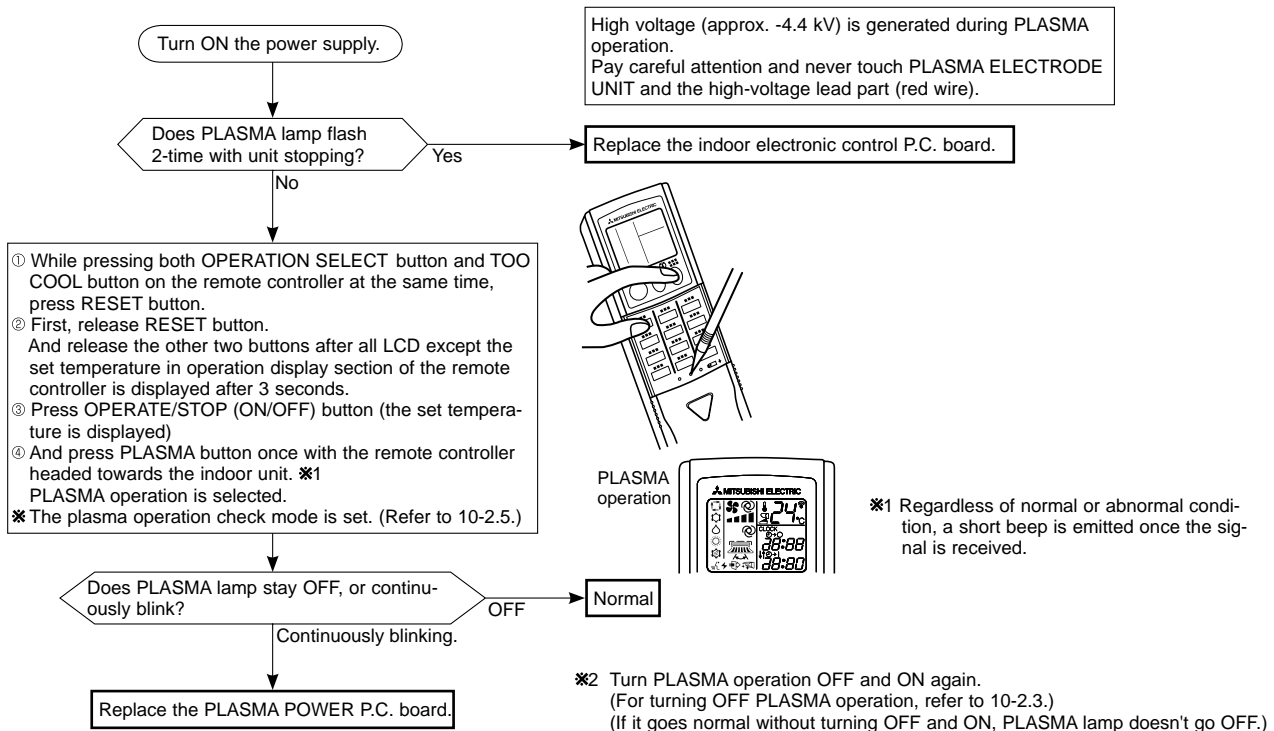 Turn ON the power supply.
High voltage (approx. -4.4 kV) is generated during PLASMA
operation.
Pay careful attention and never touch PLASMA ELECTRODE
UNIT and the high-voltage lead part (red wire).
Does PLASMA lamp flash
2-time with unit stopping?
Yes
Replace the indoor electronic control P.C. board.
No
① While pressing both OPERATION SELECT button and TOO
COOL button on the remote controller at the same time,
press RESET button.
② First, release RESET button.
And release the other two buttons after all LCD except the
set temperature in operation display section of the remote
controller is displayed after 3 seconds.
③ Press OPERATE/STOP (ON/OFF) button (the set tempera-
ture is displayed)
④ And press PLASMA button once with the remote controller
headed towards the indoor unit. ※1
PLASMA operation is selected.
※ The plasma operation check mode is set. (Refer to 10-2.5.)
MITSUBISHI ELECTRIC
PLASMA
operation
MITSUBISHI ELECTRIC
24°C
CLOCK
88:88
88:80
※1 Regardless of normal or abnormal condi-
tion, a short beep is emitted once the sig-
nal is received.
Does PLASMA lamp stay OFF, or continu-
ously blink?
OFF
Normal
Continuously blinking.
Replace the PLASMA POWER P.C. board.
※2 Turn PLASMA operation OFF and ON again.
(For turning OFF PLASMA operation, refer to 10-2.3.)
(If it goes normal without turning OFF and ON, PLASMA lamp doesn't go OFF.)